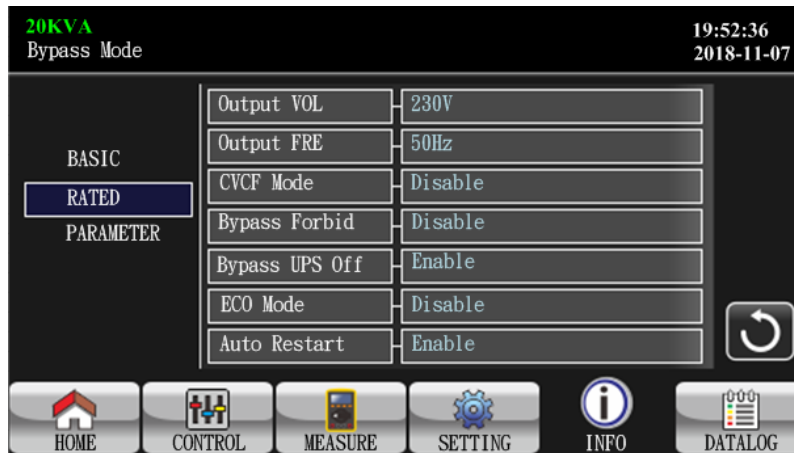 20KVA
Bypass Mode
19:52:36
2018-11-07
BASIC
RATED
PARAMETER
Output VOL 230V
Output FRE 50Hz
CVCF Mode Disable
Bypass Forbid Disable
Bypass UPS Off Enable
ECO Mode Disable
Auto Restart Enable
HOME CONTROL MEASURE SETTING INFO DATALOG